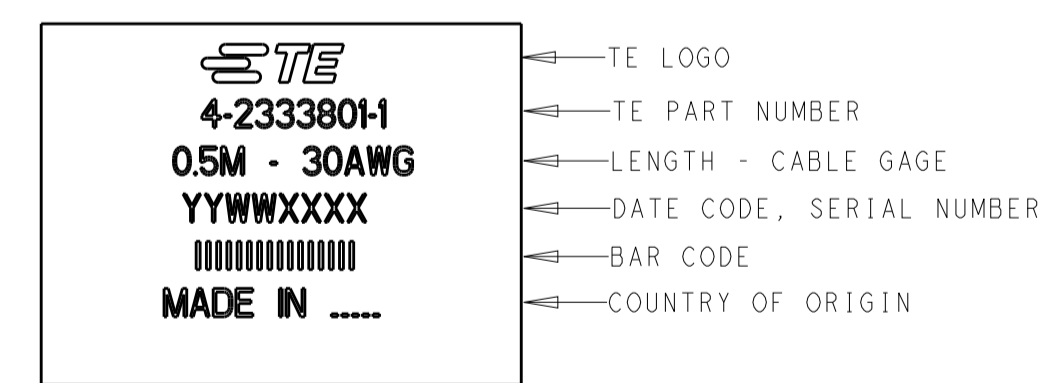 TE TE LOGO
4-2333801-1 TE PART NUMBER
0.5M - 30AWG LENGTH - CABLE GAGE
YYWWXXXX DATE CODE, SERIAL NUMBER
BAR CODE
MADE IN _____ COUNTRY OF ORIGIN